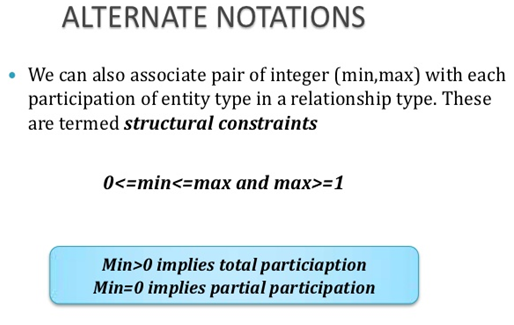 ALTERNATE NOTATIONS
• We can also associate pair of integer (min,max) with each
participation of entity type in a relationship type. These
are termed structural constraints
0<=min<=max and max>=1
Min>0 implies total particiaption
Min=0 implies partial participation